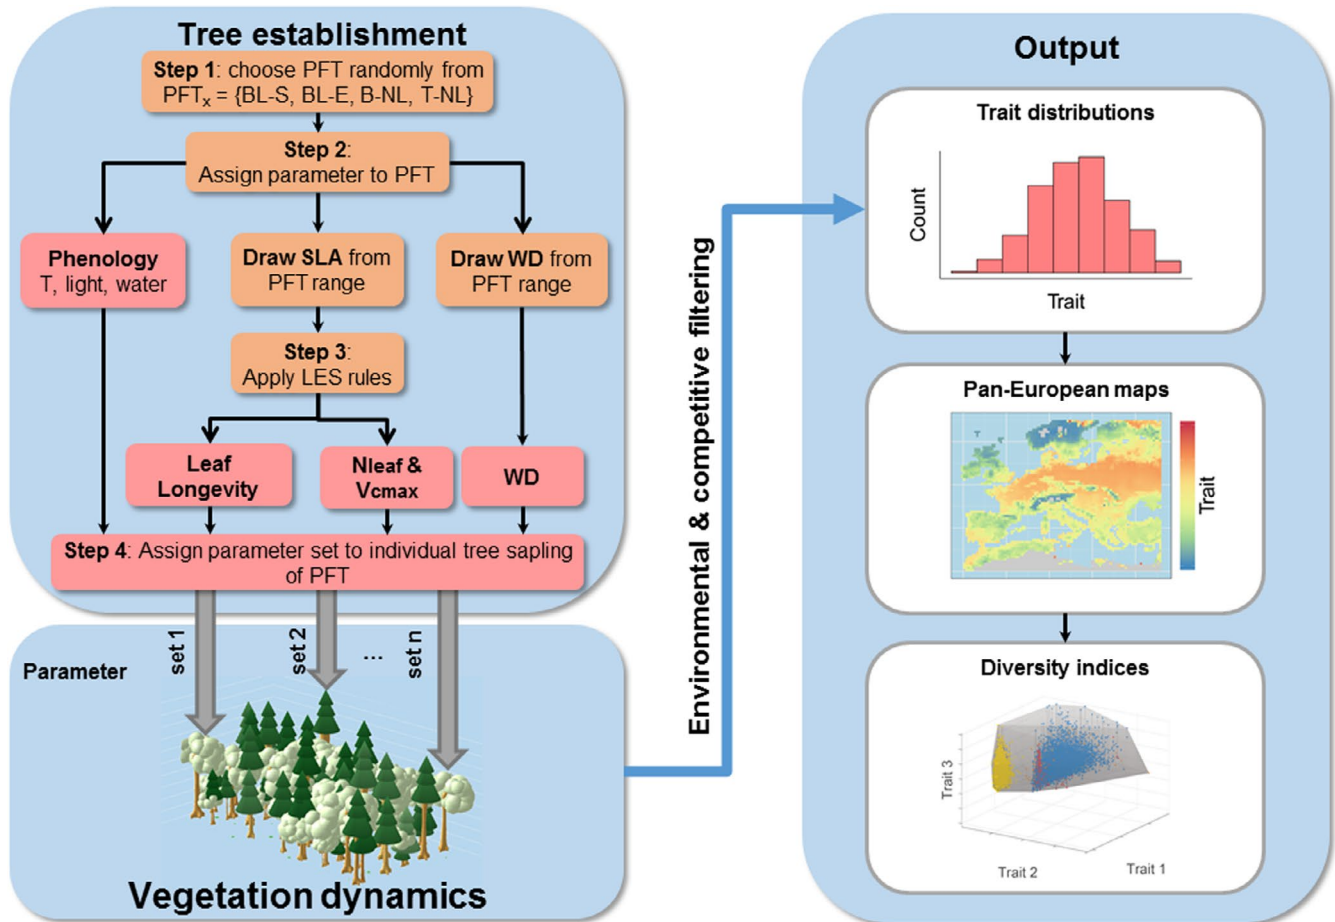 Tree establishment
Step 1: choose PFT randomly from
PFTₓ = {BL-S, BL-E, B-NL, T-NL}
Step 2:
Assign parameter to PFT
Phenology
T, light, water
Draw SLA from
PFT range
Draw WD from
PFT range
Step 3:
Apply LES rules
Leaf
Longevity
Nleaf &
Vcmax
WD
Step 4: Assign parameter set to individual tree sapling
of PFT
Parameter
set 1
set 2
...
set n
Vegetation dynamics
Environmental & competitive filtering
Output
Trait distributions
Count
Trait
Pan-European maps
Trait
Diversity indices
Trait 3
Trait 2
Trait 1